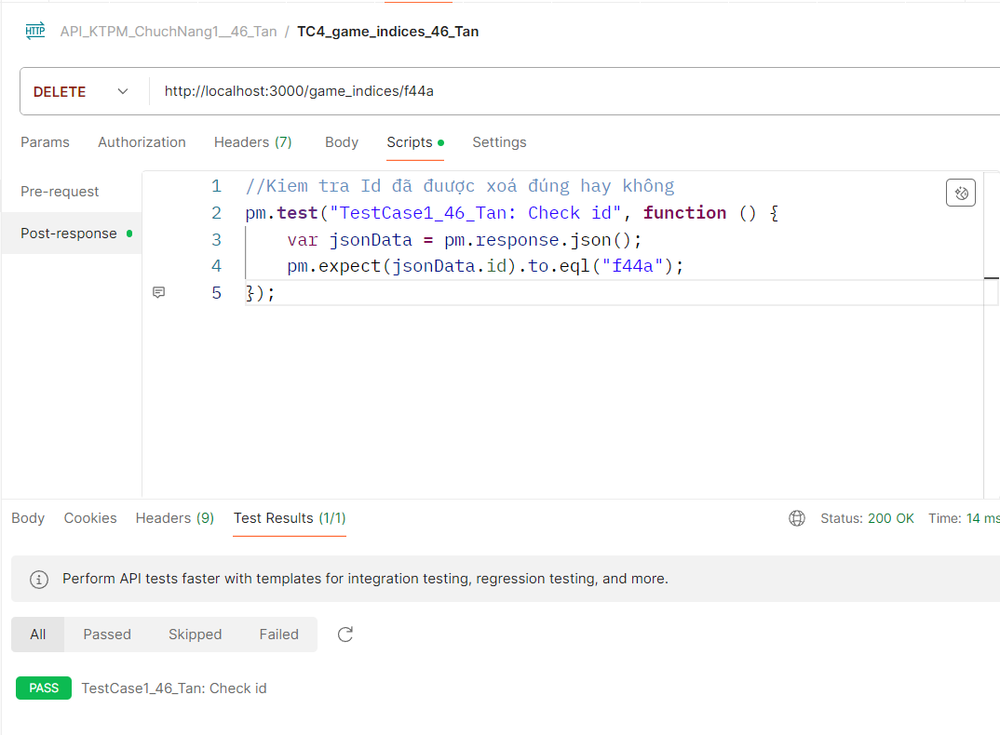 HTTP API_KTPM_ChuchNang1__46_Tan / TC4_game_indices_46_Tan
DELETE http://localhost:3000/game_indices/f44a
Params Authorization Headers (7) Body Scripts Settings
Pre-request
Post-response
1 //Kiem tra Id đã đuược xoá đúng hay không
2 pm.test("TestCase1_46_Tan: Check id", function () {
3 var jsonData = pm.response.json();
4 pm.expect(jsonData.id).to.eql("f44a");
5 });
Body Cookies Headers (9) Test Results (1/1) Status: 200 OK Time: 14 ms
Perform API tests faster with templates for integration testing, regression testing, and more.
All Passed Skipped Failed
PASS TestCase1_46_Tan: Check id